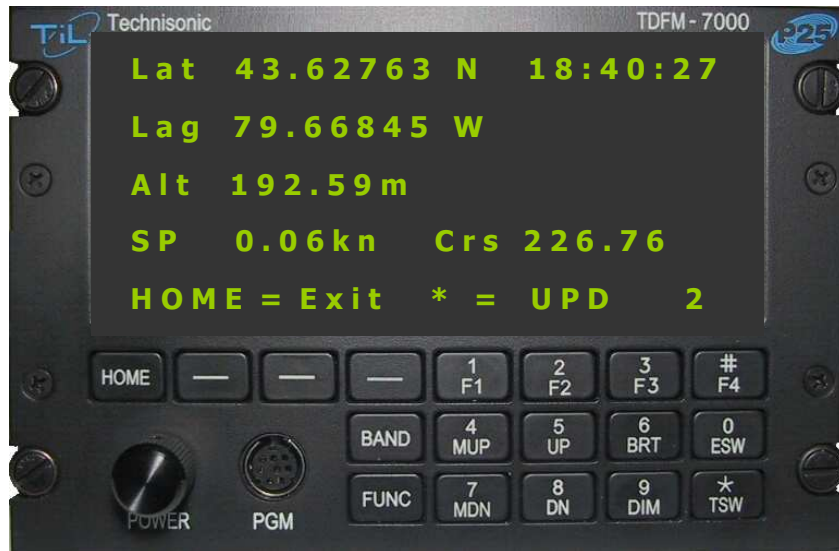 TiL Technisonic TDFM - 7000 P25
Lat 43.62763 N 18:40:27
Lag 79.66845 W
Alt 192.59m
SP 0.06kn Crs 226.76
HOME = Exit * = UPD 2
HOME — — — 1 2 3 #
F1 F2 F3 F4
BAND 4 5 6 0
MUP UP BRT ESW
FUNC 7 8 9 *
MDN DN DIM TSW
POWER PGM